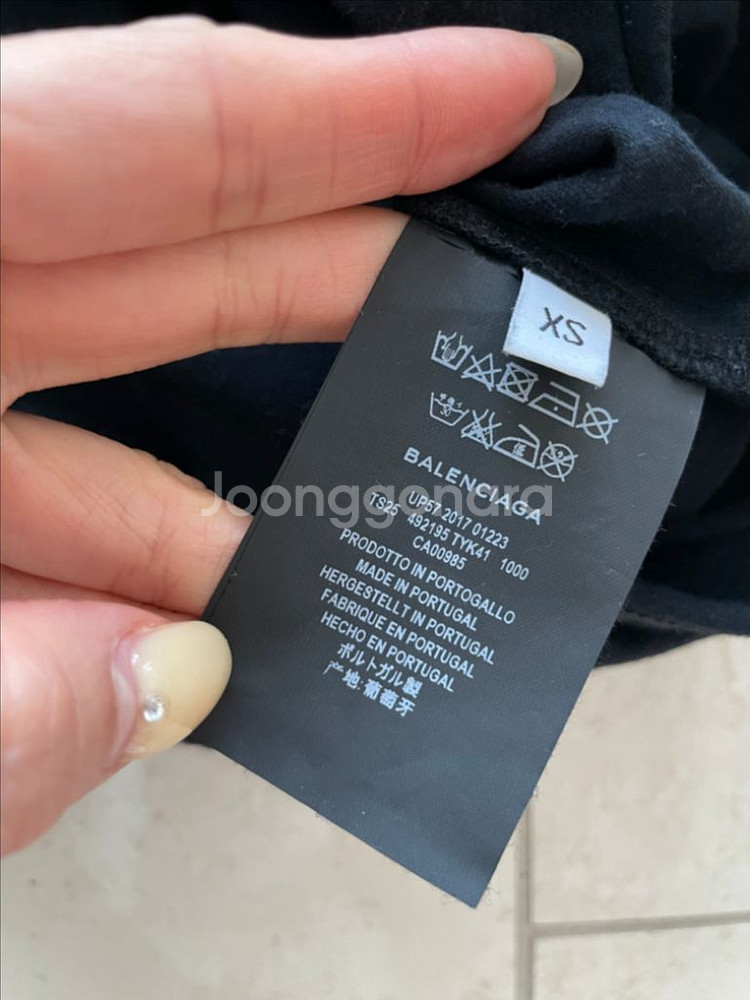 XS
BALENCIAGA
UP57 2017 01223
TS25 492195 TYK41 1000
CA00985
PRODOTTO IN PORTOGALLO
MADE IN PORTUGAL
HERGESTELLT IN PORTUGAL
FABRIQUE EN PORTUGAL
HECHO EN PORTUGAL
ポルトガル製
产地:葡萄牙
Joonggonara